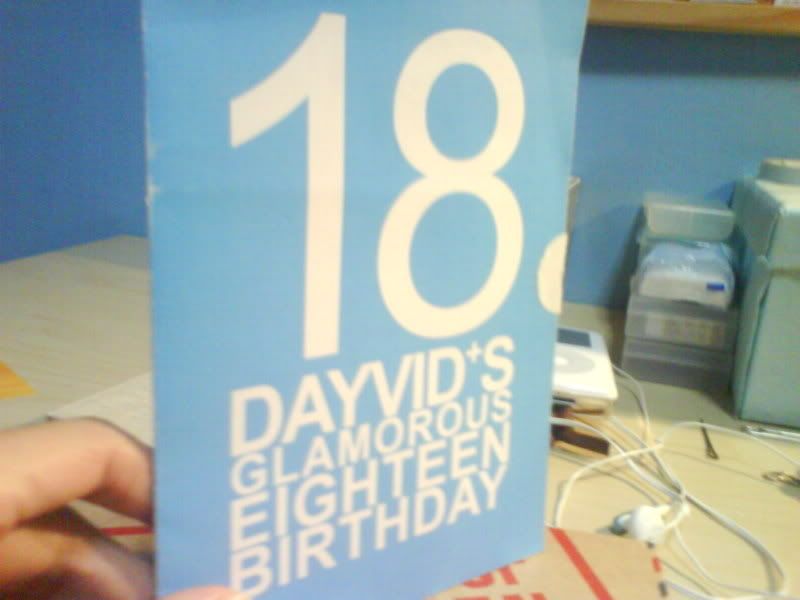 18
DAYVID+S
GLAMOROUS
EIGHTEEN
BIRTHDAY